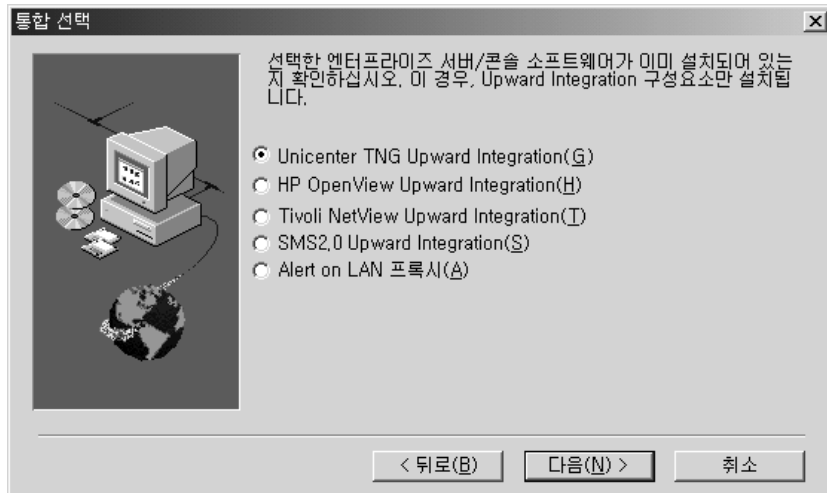 통합 선택
선택한 엔터프라이즈 서버/콘솔 소프트웨어가 이미 설치되어 있는
지 확인하십시오. 이 경우, Upward Integration 구성요소만 설치됩
니다.
Unicenter TNG Upward Integration(G)
HP OpenView Upward Integration(H)
Tivoli NetView Upward Integration(T)
SMS2.0 Upward Integration(S)
Alert on LAN 프록시(A)
< 뒤로(B)
다음(N) >
취소